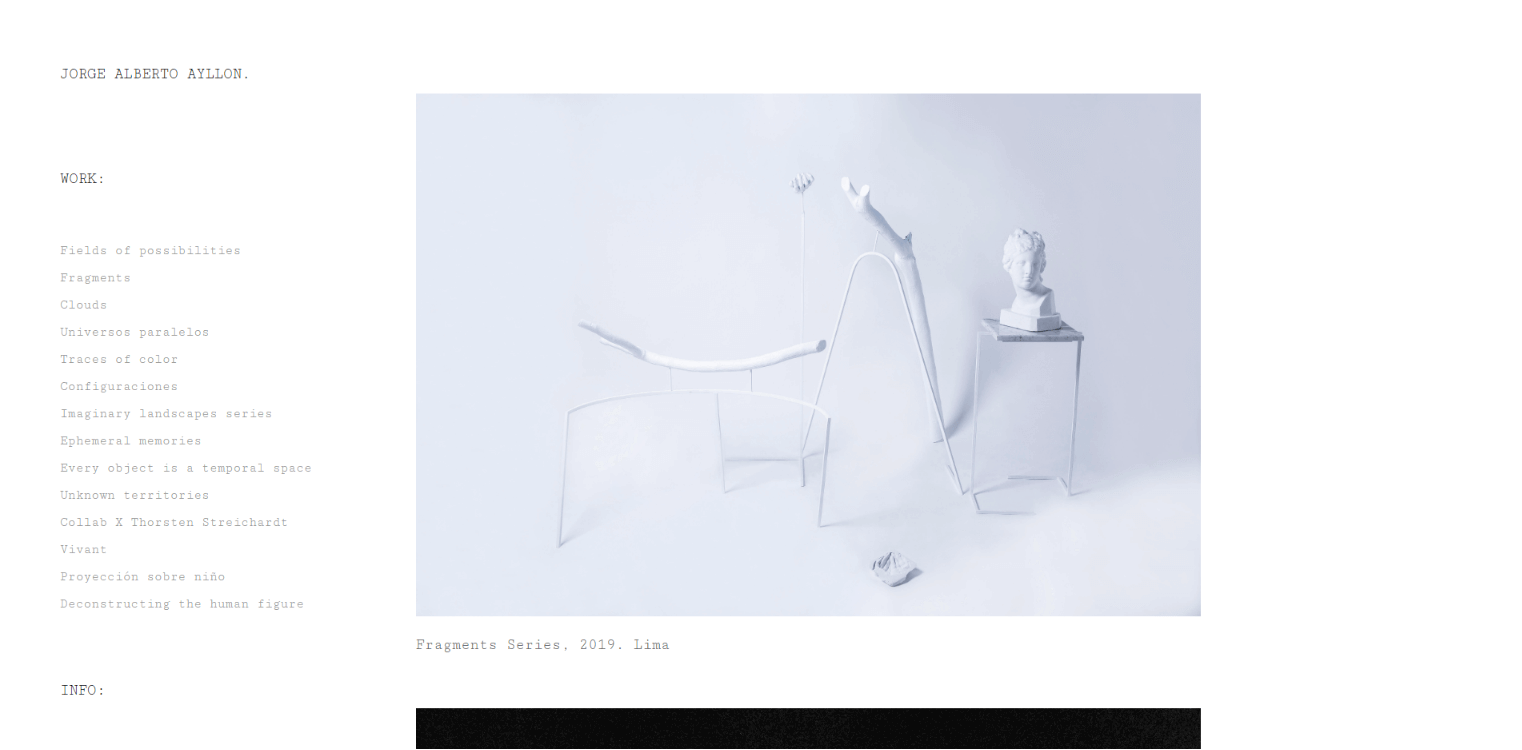 JORGE ALBERTO AYLLON.
WORK:
Fields of possibilities
Fragments
Clouds
Universos paralelos
Traces of color
Configuraciones
Imaginary landscapes series
Ephemeral memories
Every object is a temporal space
Unknown territories
Collab X Thorsten Streichardt
Vivant
Proyección sobre niño
Deconstructing the human figure
INFO:
Fragments Series, 2019. Lima